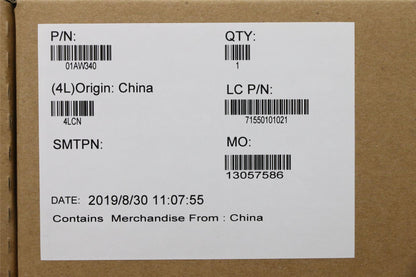 P/N:
01AW340
QTY:
1
(4L)Origin: China
4LCN
LC P/N:
71550101021
SMTPN:
MO:
13057586
DATE: 2019/8/30 11:07:55
Contains Merchandise From : China